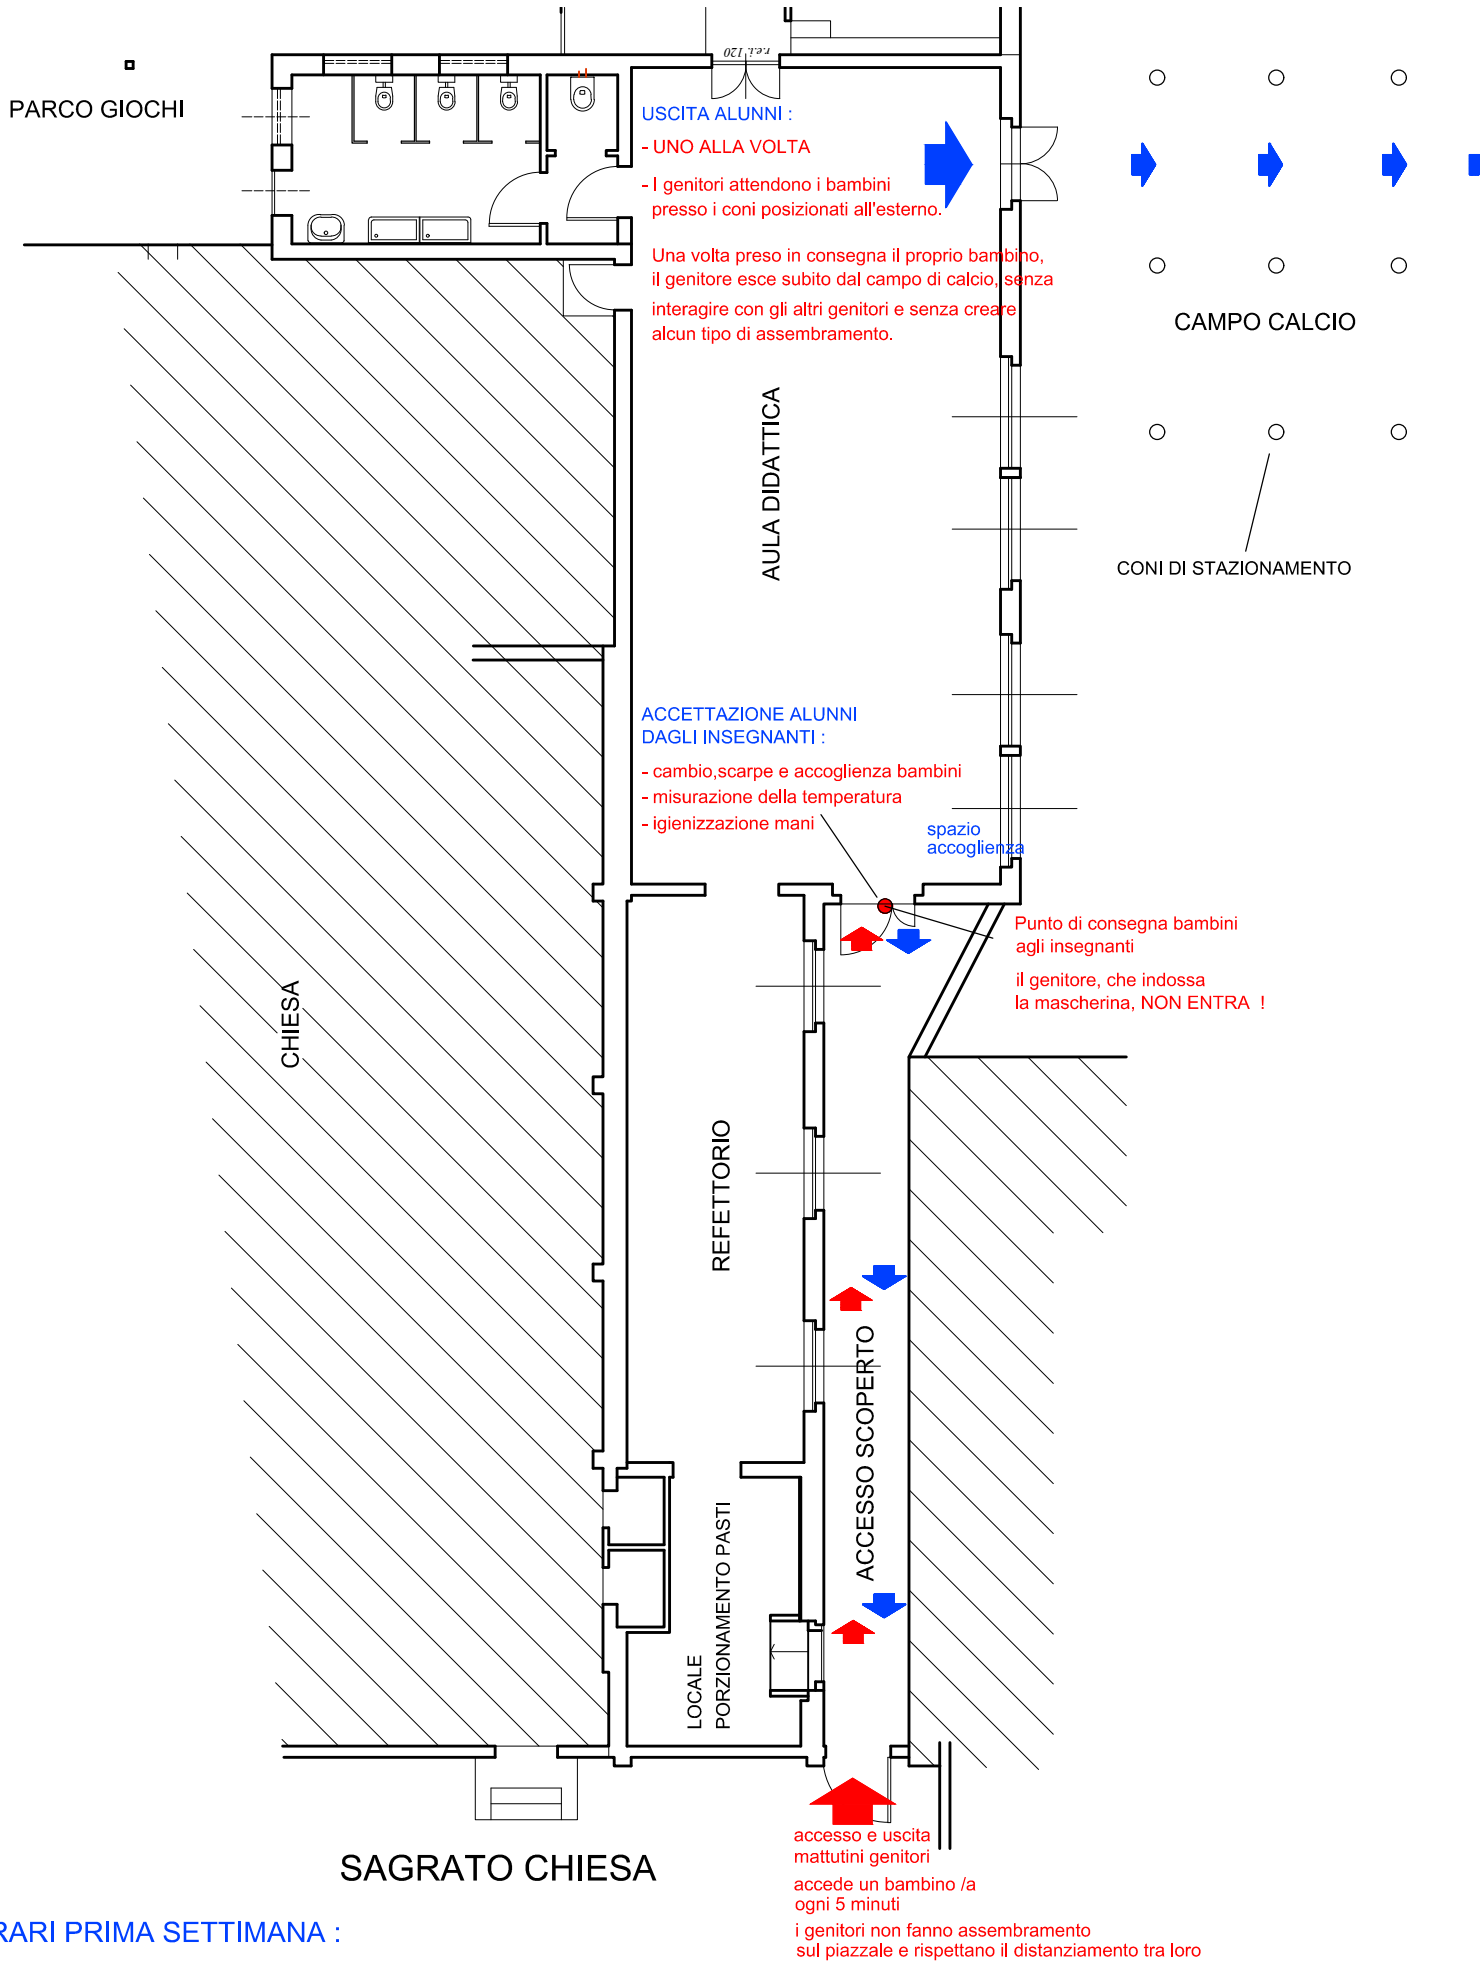 r.e.i. 120
PARCO GIOCHI
USCITA ALUNNI :
- UNO ALLA VOLTA
- I genitori attendono i bambini
presso i coni posizionati all'esterno.
Una volta preso in consegna il proprio bambino,
il genitore esce subito dal campo di calcio, senza
interagire con gli altri genitori e senza creare
alcun tipo di assembramento.
CAMPO CALCIO
AULA DIDATTICA
CONI DI STAZIONAMENTO
ACCETTAZIONE ALUNNI
DAGLI INSEGNANTI :
- cambio,scarpe e accoglienza bambini
- misurazione della temperatura
- igienizzazione mani
spazio
accoglienza
Punto di consegna bambini
agli insegnanti
il genitore, che indossa
la mascherina, NON ENTRA !
CHIESA
REFETTORIO
ACCESSO SCOPERTO
LOCALE
PORZIONAMENTO PASTI
SAGRATO CHIESA
accesso e uscita
mattutini genitori
accede un bambino /a
ogni 5 minuti
i genitori non fanno assembramento
sul piazzale e rispettano il distanziamento tra loro
RARI PRIMA SETTIMANA :